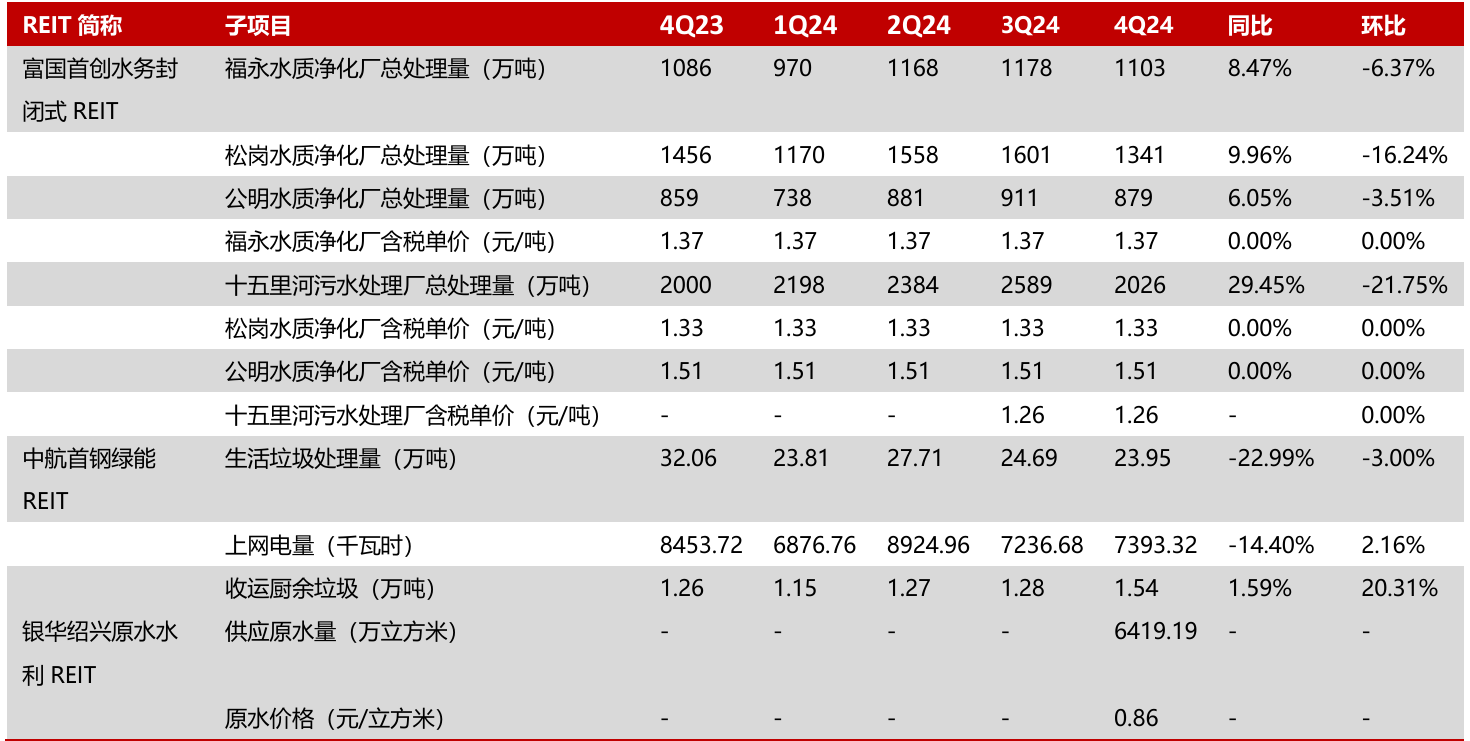 REIT 简称 子项目 4Q23 1Q24 2Q24 3Q24 4Q24 同比 环比
富国首创水务封 福永水质净化厂总处理量（万吨） 1086 970 1168 1178 1103 8.47% -6.37%
闭式 REIT
松岗水质净化厂总处理量（万吨） 1456 1170 1558 1601 1341 9.96% -16.24%
公明水质净化厂总处理量（万吨） 859 738 881 911 879 6.05% -3.51%
福永水质净化厂含税单价（元/吨） 1.37 1.37 1.37 1.37 1.37 0.00% 0.00%
十五里河污水处理厂总处理量（万吨） 2000 2198 2384 2589 2026 29.45% -21.75%
松岗水质净化厂含税单价（元/吨） 1.33 1.33 1.33 1.33 1.33 0.00% 0.00%
公明水质净化厂含税单价（元/吨） 1.51 1.51 1.51 1.51 1.51 0.00% 0.00%
十五里河污水处理厂含税单价（元/吨） - - - 1.26 1.26 - 0.00%
中航首钢绿能 生活垃圾处理量（万吨） 32.06 23.81 27.71 24.69 23.95 -22.99% -3.00%
REIT
上网电量（千瓦时） 8453.72 6876.76 8924.96 7236.68 7393.32 -14.40% 2.16%
收运厨余垃圾（万吨） 1.26 1.15 1.27 1.28 1.54 1.59% 20.31%
银华绍兴原水水 供应原水量（万立方米） - - - - 6419.19 - -
利 REIT
原水价格（元/立方米） - - - - 0.86 - -